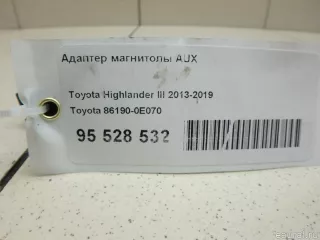 Адаптер магнитолы AUX
Toyota Highlander III 2013-2019
Toyota 86190-0E070
95 528 532